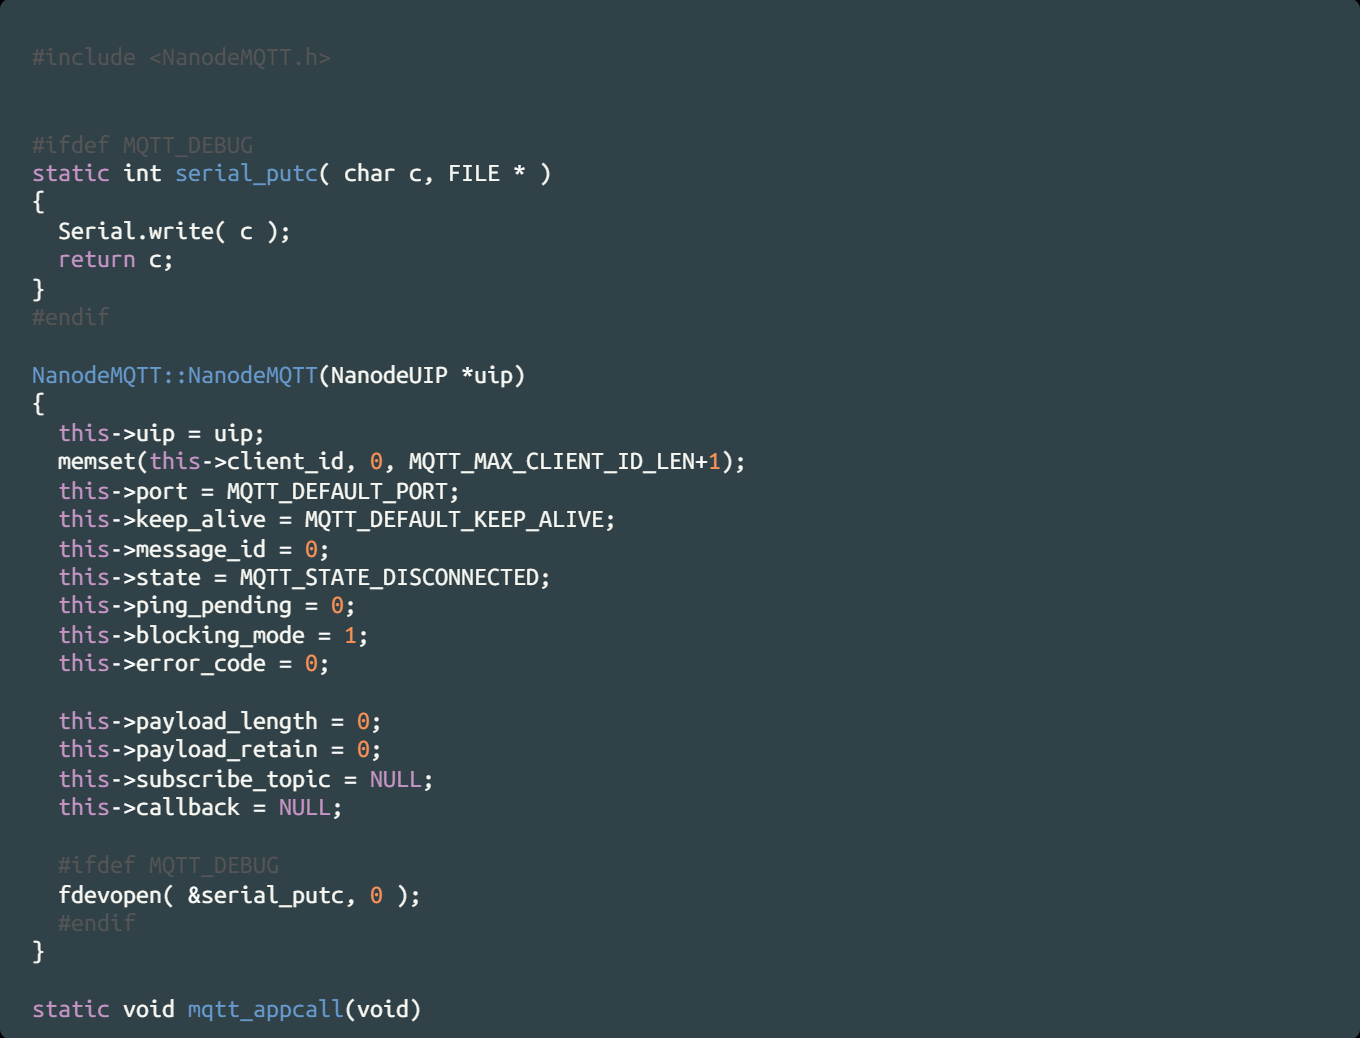 #include <NanodeMQTT.h>
#ifdef MQTT_DEBUG
static int serial_putc( char c, FILE * )
{
  Serial.write( c );
  return c;
}
#endif
NanodeMQTT::NanodeMQTT(NanodeUIP *uip)
{
  this->uip = uip;
  memset(this->client_id, 0, MQTT_MAX_CLIENT_ID_LEN+1);
  this->port = MQTT_DEFAULT_PORT;
  this->keep_alive = MQTT_DEFAULT_KEEP_ALIVE;
  this->message_id = 0;
  this->state = MQTT_STATE_DISCONNECTED;
  this->ping_pending = 0;
  this->blocking_mode = 1;
  this->error_code = 0;
  this->payload_length = 0;
  this->payload_retain = 0;
  this->subscribe_topic = NULL;
  this->callback = NULL;
  #ifdef MQTT_DEBUG
  fdevopen( &serial_putc, 0 );
  #endif
}
static void mqtt_appcall(void)